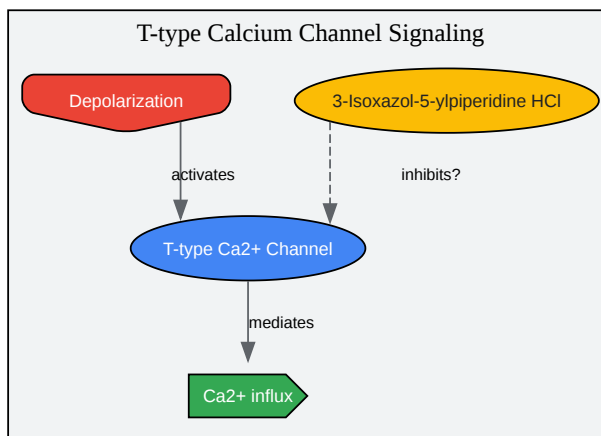 T-type Calcium Channel Signaling
Depolarization
3-Isoxazol-5-ylpiperidine HCl
activates
inhibits?
T-type Ca2+ Channel
mediates
Ca2+ influx